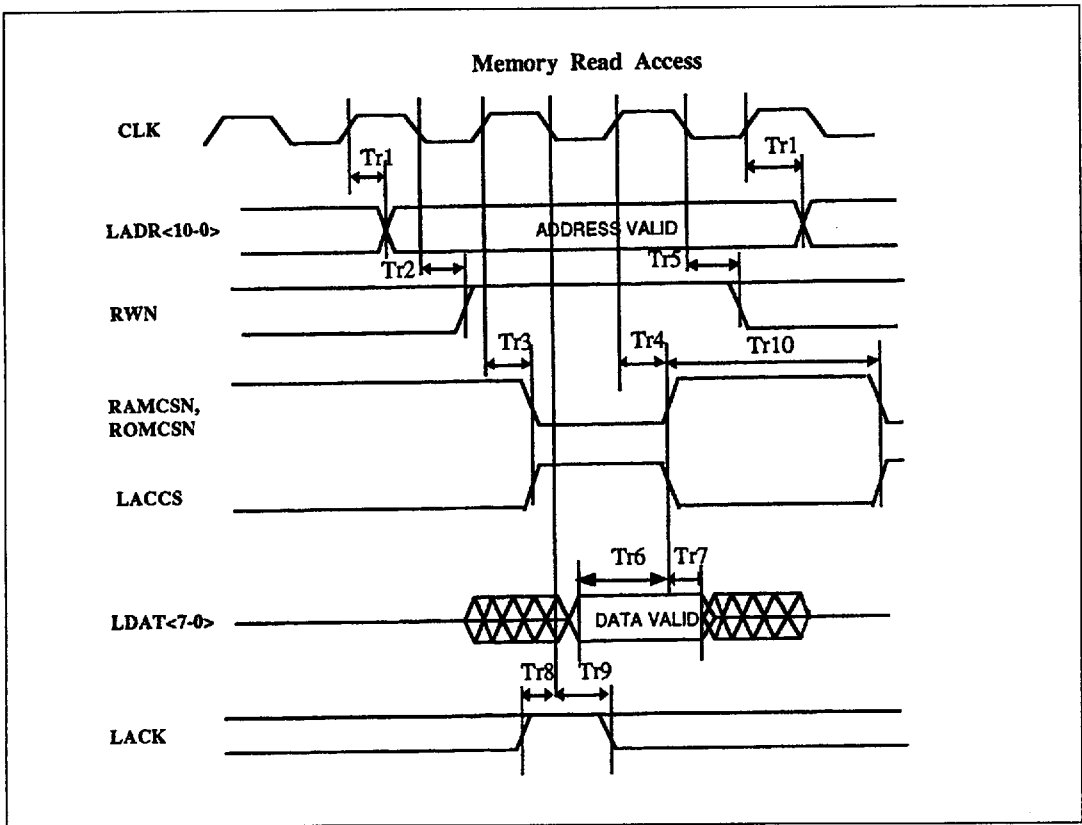 Memory Read Access
CLK
Tr1
Tr1
LADR<10-0>
ADDRESS VALID
Tr2
Tr5
RWN
Tr3
Tr4
Tr10
RAMCSN,
ROMCSN
LACCS
Tr6
Tr7
LDAT<7-0>
DATA VALID
Tr8
Tr9
LACK